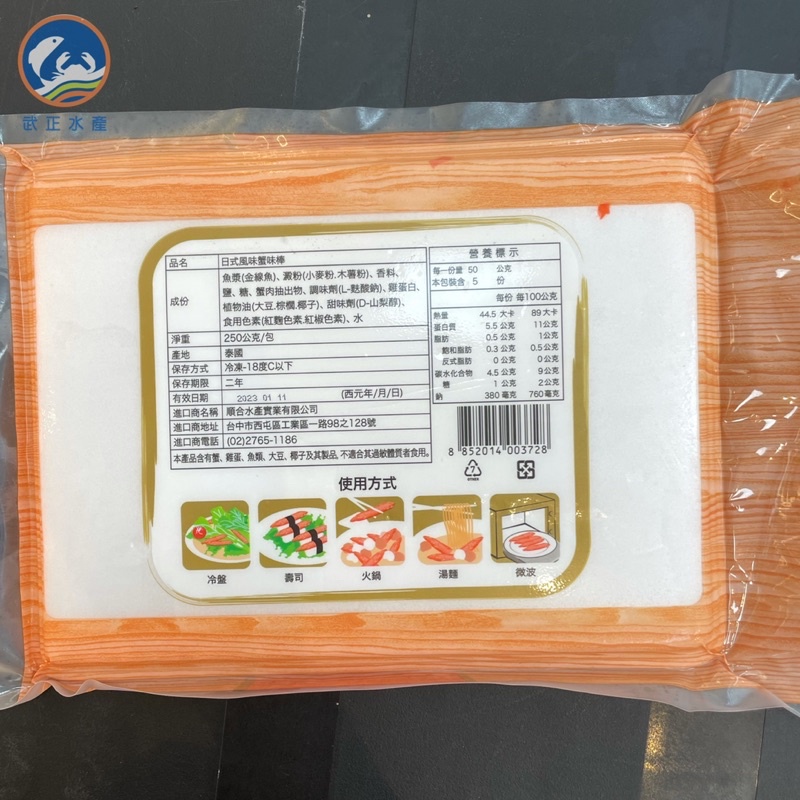 武正水產
品名 日式風味蟹味棒
成份 魚漿(金線魚)、澱粉(小麥粉.木薯粉)、香料、
鹽、糖、蟹肉抽出物、調味劑(L-麩酸鈉)、雞蛋白、
植物油(大豆.棕櫚.椰子)、甜味劑(D-山梨醇)、
食用色素(紅麴色素.紅椒色素)、水
淨重 250公克/包
產地 泰國
保存方式 冷凍-18度C以下
保存期限 二年
有效日期 2023 01 11 (西元年/月/日)
進口商名稱 順合水產實業有限公司
進口商地址 台中市西屯區工業區一路98之128號
進口商電話 (02)2765-1186
本產品含有蟹、雞蛋、魚類、大豆、椰子及其製品, 不適合其過敏體質者食用。
營養標示
每一份量 50 公克
本包裝含: 5 份
每份 每100公克
熱量 44.5 大卡 89 大卡
蛋白質 5.5 公克 11公克
脂肪 0.5 公克 1公克
飽和脂肪 0.3 公克 0.5公克
反式脂肪 0 公克 0公克
碳水化合物 4.5 公克 9公克
糖 1 公克 2公克
鈉 380 毫克 760毫克
8 852014 003728
7
OTHER
使用方式
冷盤 壽司 火鍋 湯麵 微波